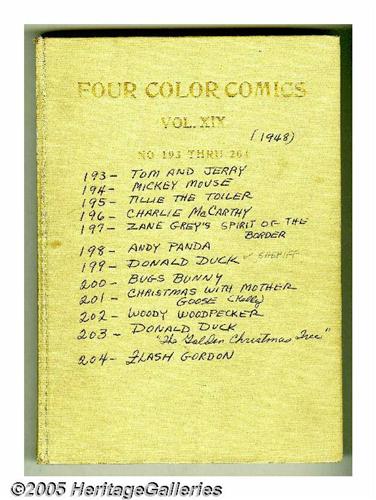 FOUR COLOR COMICS
VOL. XIV
(1948)
NO 193 THRU 204
193- TOM AND JERRY
194- MICKEY MOUSE
195- TILLIE THE TOILER
196- CHARLIE McCARTHY
197- ZANE GREY'S SPIRIT OF THE
BORDER
198- ANDY PANDA
199- DONALD DUCK ✓ SHERIFF
200- BUGS BUNNY
201- CHRISTMAS WITH MOTHER
GOOSE (Kelly)
202- WOODY WOODPECKER
203- DONALD DUCK
"The Golden Christmas Tree"
204- FLASH GORDON
©2005 HeritageGalleries